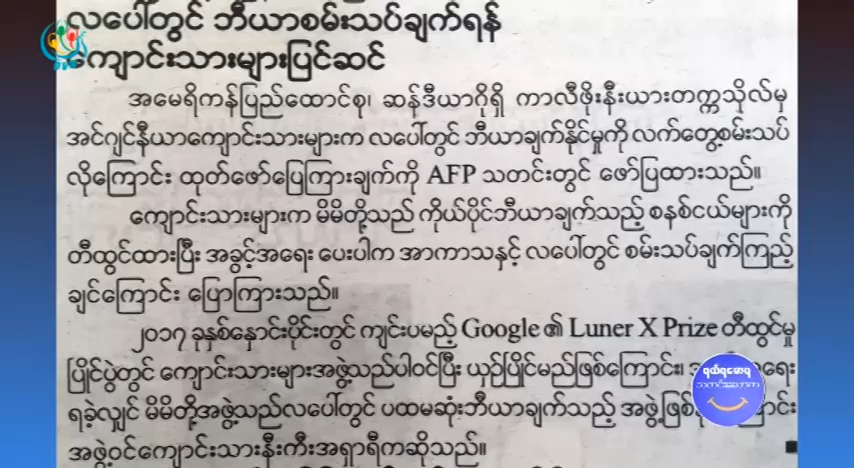 လပေါ်တွင် ဘီယာစမ်းသပ်ချက်ရန်
ကျောင်းသားများပြင်ဆင်
အမေရိကန်ပြည်ထောင်စု၊ ဆန်ဒီယာဂိုရှိ ကာလီဖိုးနီးယားတက္ကသိုလ်မှ
အင်ဂျင်နီယာကျောင်းသားများက လပေါ်တွင် ဘီယာချက်နိုင်မှုကို လက်တွေ့စမ်းသပ်
လိုကြောင်း ထုတ်ဖော်ပြောကြားချက်ကို AFP သတင်းတွင် ဖော်ပြထားသည်။
ကျောင်းသားများက မိမိတို့သည် ကိုယ်ပိုင်ဘီယာချက်သည့် စနစ်ငယ်များကို
တီထွင်ထားပြီး အခွင့်အရေး ပေးပါက အာကာသနှင့် လပေါ်တွင် စမ်းသပ်ချက်ကြည့်
ချင်ကြောင်း ပြောကြားသည်။
၂၀၁၇ ခုနှစ်နှောင်းပိုင်းတွင် ကျင်းပမည့် Google ၏ Luner X Prize တီထွင်မှု
ပြိုင်ပွဲတွင် ကျောင်းသားများအဖွဲ့သည်ပါဝင်ပြီး ယှဉ်ပြိုင်မည်ဖြစ်ကြောင်း၊ ရေး
ရခဲ့လျှင် မိမိတို့အဖွဲ့သည်လပေါ်တွင် ပထမဆုံးဘီယာချက်သည့် အဖွဲ့ဖြစ်
အဖွဲ့ဝင်ကျောင်းသားနီးကီးအရှာရီကဆိုသည်။
ရယ်ရမောရ